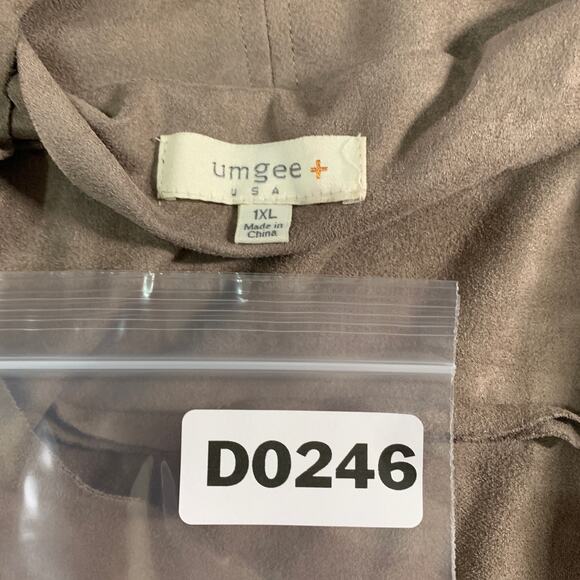 umgee+
USA
1XL
Made in
China
D0246